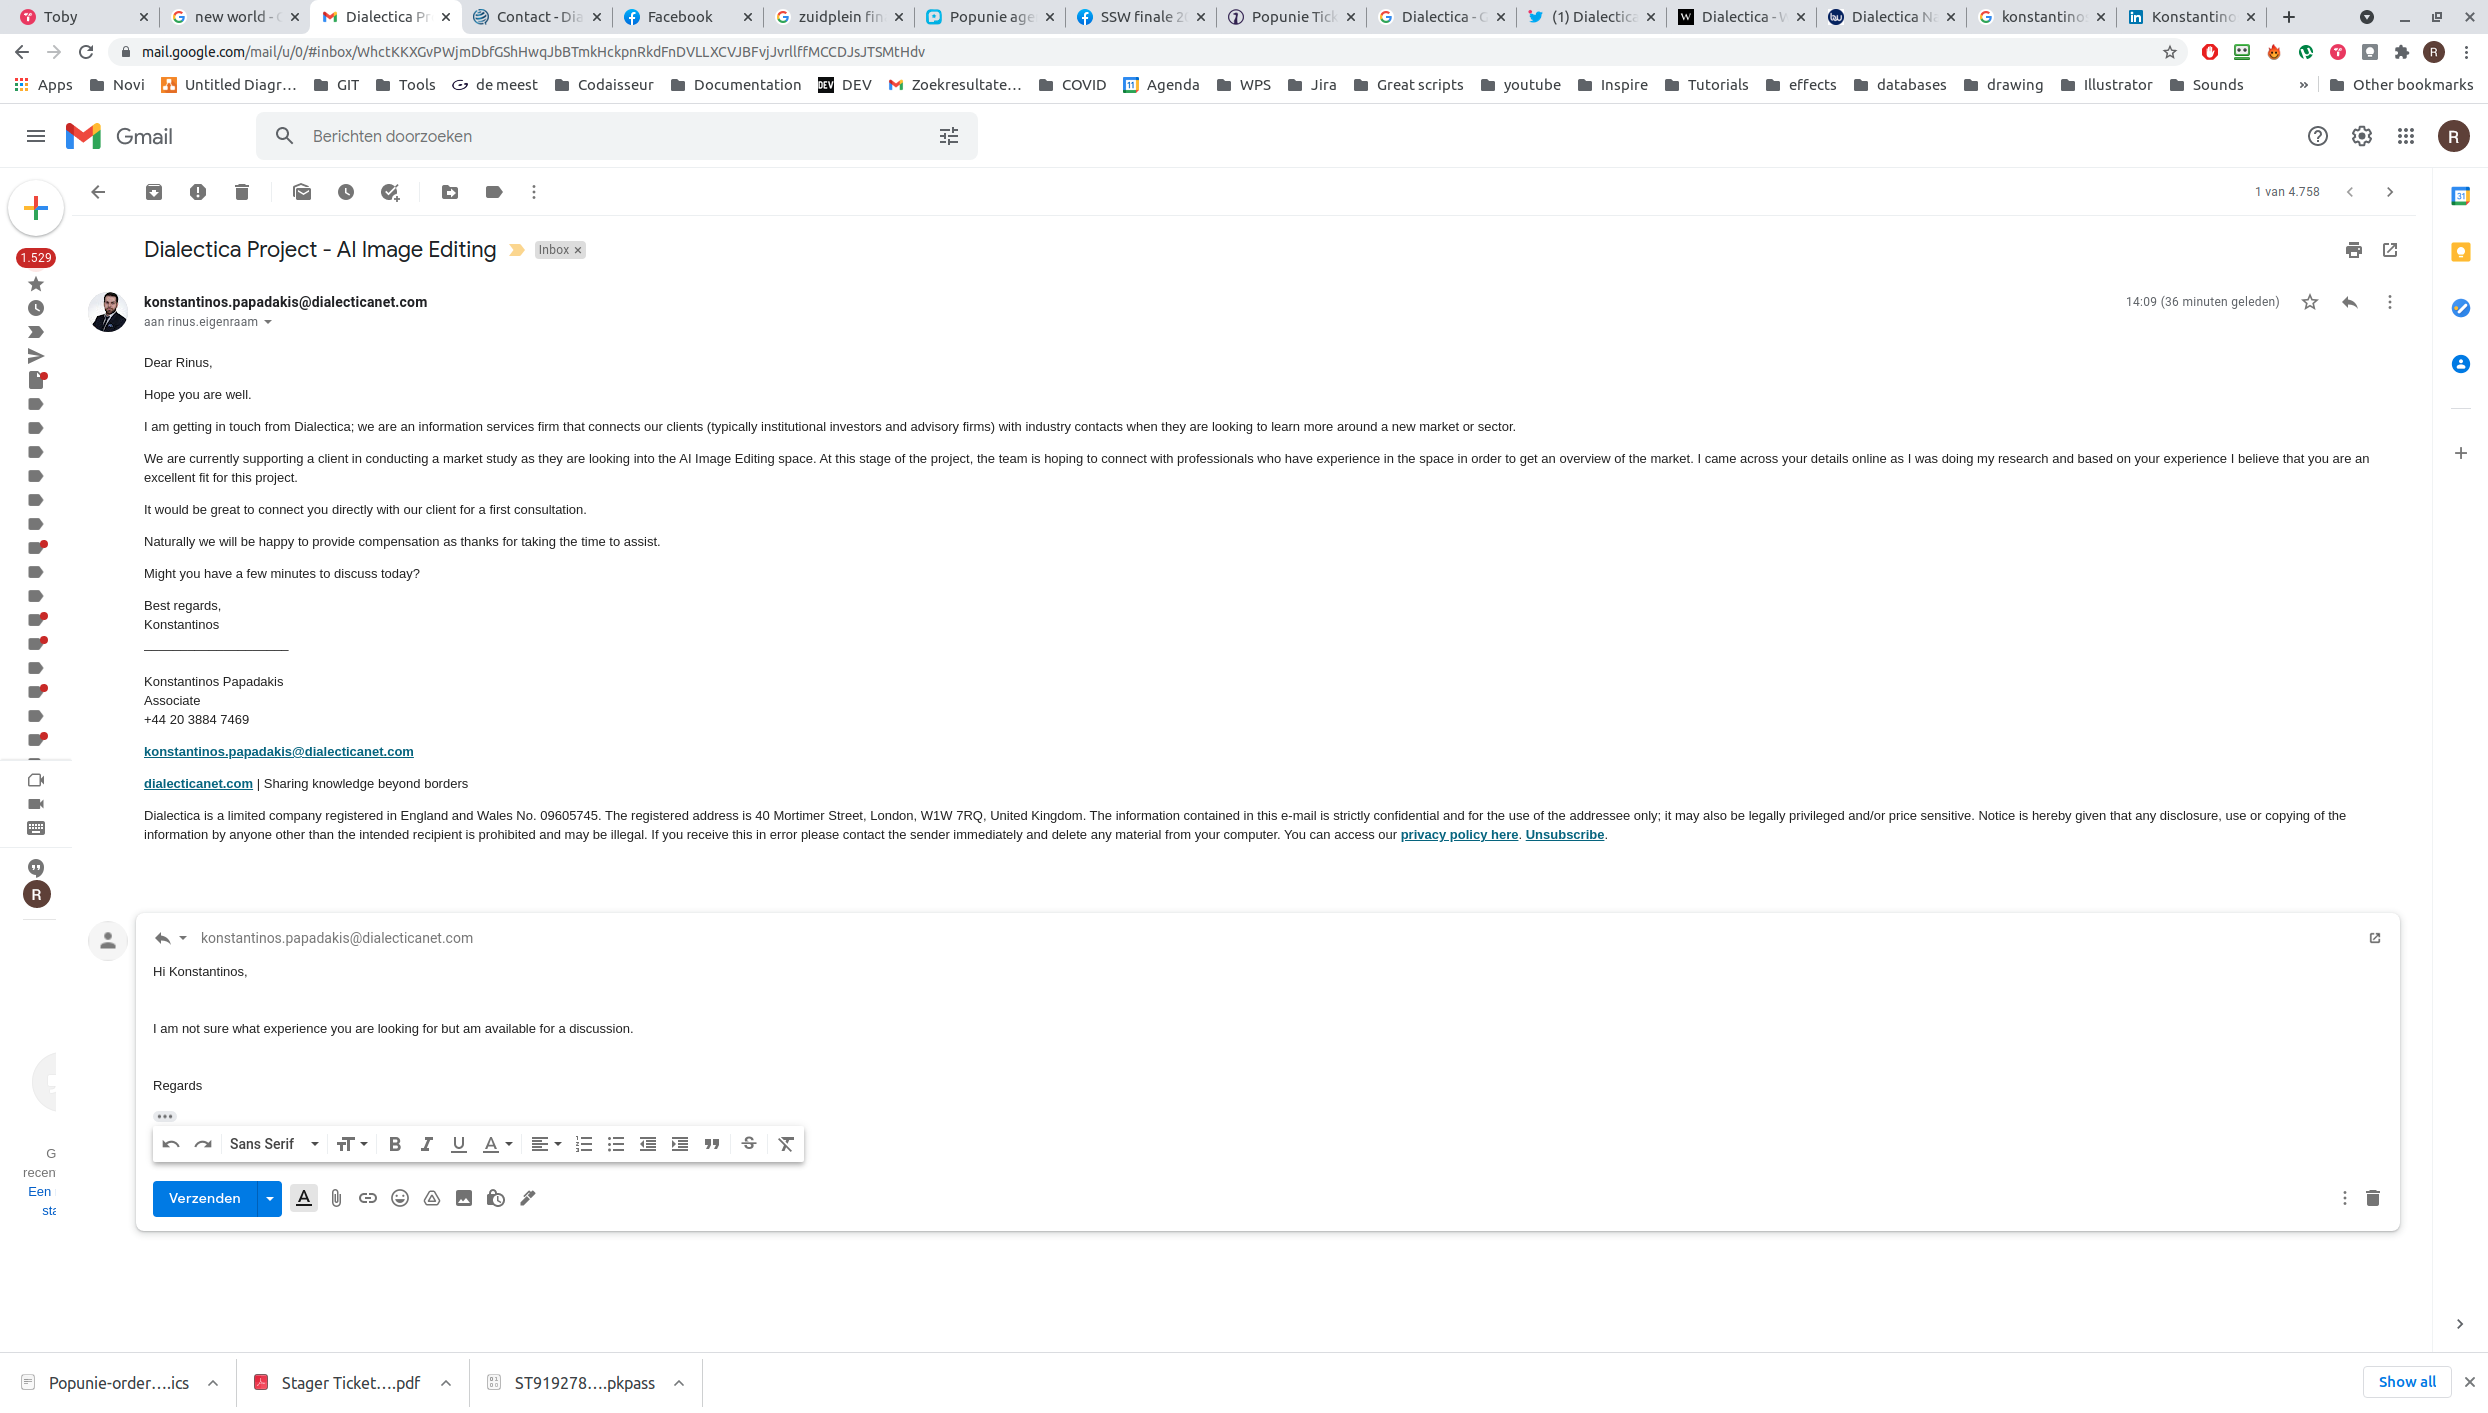 Toby
new world - G
Dialectica Pr
Contact - Dia
Facebook
zuidplein fin
Popunie age
SSW finale 20
Popunie Tick
Dialectica - G
(1) Dialectica
Dialectica - W
Dialectica Na
konstantinos
Konstantino
mail.google.com/mail/u/0/#inbox/WhctKKXGvPWjmDbfGShHwqJbBTmkHckpnRkdFnDVLLXCVJBFvjJvrllffMCCDJsJTSMtHdv
Apps Novi Untitled Diagr… GIT Tools de meest Codaisseur Documentation DEV Zoekresultate… COVID Agenda WPS Jira Great scripts youtube Inspire Tutorials effects databases drawing Illustrator Sounds » Other bookmarks
Gmail
Berichten doorzoeken
R
1 van 4.758
1.529
Dialectica Project - AI Image Editing
Inbox
konstantinos.papadakis@dialecticanet.com
14:09 (36 minuten geleden)
aan rinus.eigenraam
Dear Rinus,
Hope you are well.
I am getting in touch from Dialectica; we are an information services firm that connects our clients (typically institutional investors and advisory firms) with industry contacts when they are looking to learn more around a new market or sector.
We are currently supporting a client in conducting a market study as they are looking into the AI Image Editing space. At this stage of the project, the team is hoping to connect with professionals who have experience in the space in order to get an overview of the market. I came across your details online as I was doing my research and based on your experience I believe that you are an
excellent fit for this project.
It would be great to connect you directly with our client for a first consultation.
Naturally we will be happy to provide compensation as thanks for taking the time to assist.
Might you have a few minutes to discuss today?
Best regards,
Konstantinos
____________________
Konstantinos Papadakis
Associate
+44 20 3884 7469
konstantinos.papadakis@dialecticanet.com
dialecticanet.com | Sharing knowledge beyond borders
Dialectica is a limited company registered in England and Wales No. 09605745. The registered address is 40 Mortimer Street, London, W1W 7RQ, United Kingdom. The information contained in this e-mail is strictly confidential and for the use of the addressee only; it may also be legally privileged and/or price sensitive. Notice is hereby given that any disclosure, use or copying of the
information by anyone other than the intended recipient is prohibited and may be illegal. If you receive this in error please contact the sender immediately and delete any material from your computer. You can access our privacy policy here. Unsubscribe.
R
konstantinos.papadakis@dialecticanet.com
Hi Konstantinos,
I am not sure what experience you are looking for but am available for a discussion.
Regards
Sans Serif
Verzenden
G
recen
Een
sta
Popunie-order….ics
Stager Ticket….pdf
ST919278….pkpass
Show all